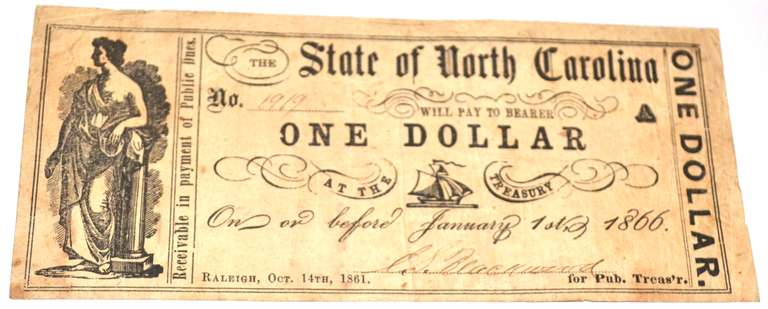 Receivable in payment of Public Dues.
THE State of North Carolina
No. 1919
WILL PAY TO BEARER
A
ONE DOLLAR
AT THE TREASURY
On or before January 1st, 1866.
RALEIGH, OCT. 14TH, 1861.
for Pub. Treas'r.
ONE DOLLAR.